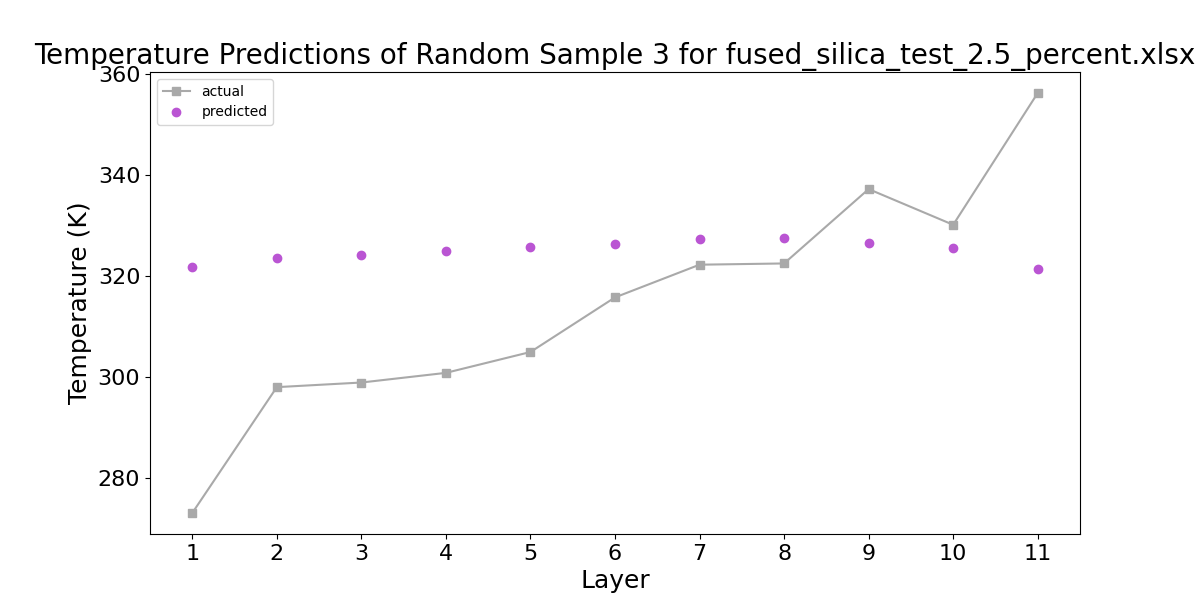 Temperature Predictions of Random Sample 3 for fused_silica_test_2.5_percent.xlsx
actual
predicted
Temperature (K)
360
340
320
300
280
1 2 3 4 5 6 7 8 9 10 11
Layer